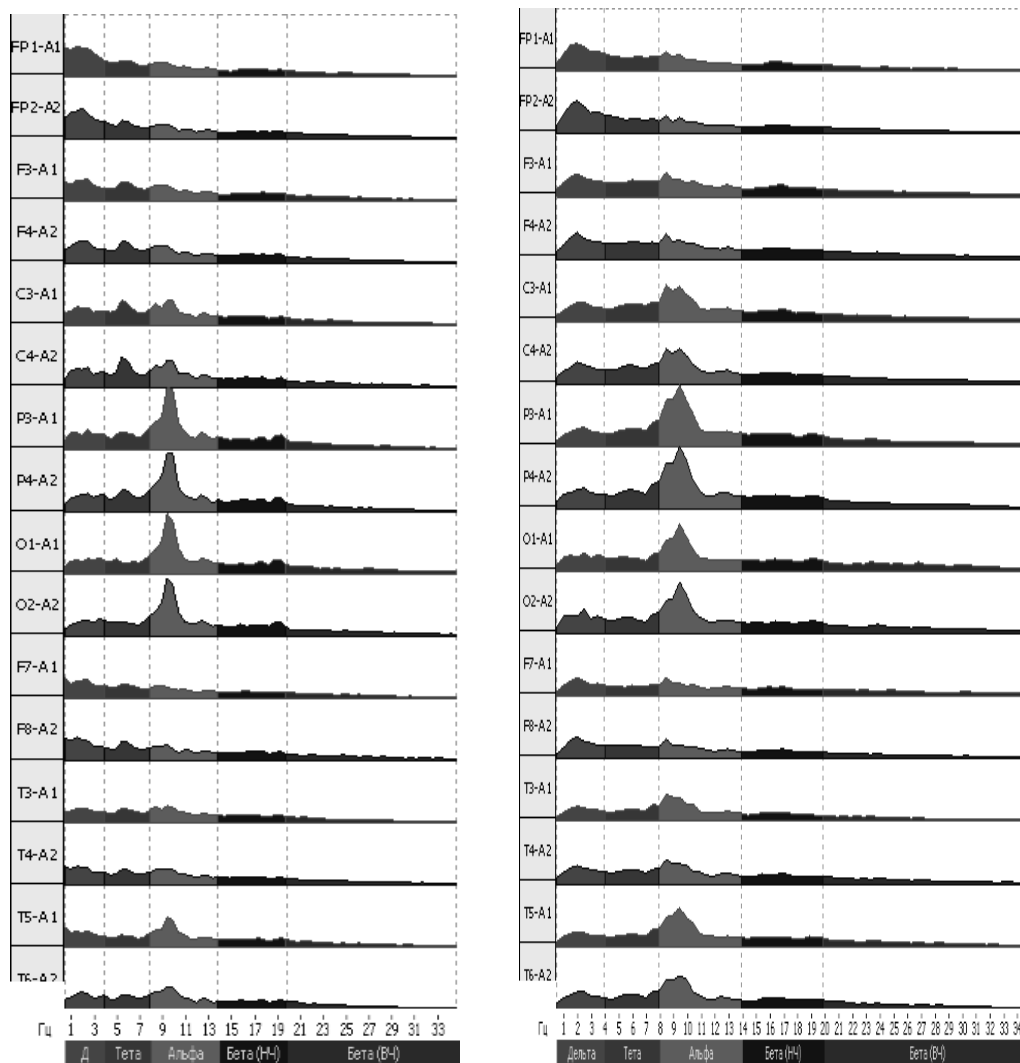 FP1-A1
FP2-A2
F3-A1
F4-A2
C3-A1
C4-A2
P3-A1
P4-A2
O1-A1
O2-A2
F7-A1
F8-A2
T3-A1
T4-A2
T5-A1
T6-A2
Гц 1 3 5 7 9 11 13 15 17 19 21 23 25 27 29 31 33
Д Тета Альфа Бета (НЧ) Бета (ВЧ)
FP1-A1
FP2-A2
F3-A1
F4-A2
C3-A1
C4-A2
P3-A1
P4-A2
O1-A1
O2-A2
F7-A1
F8-A2
T3-A1
T4-A2
T5-A1
T6-A2
Гц 1 2 3 4 5 6 7 8 9 10 11 12 13 14 15 16 17 18 19 20 21 22 23 24 25 26 27 28 29 30 31 32 33 34
Дельта Тета Альфа Бета (НЧ) Бета (ВЧ)